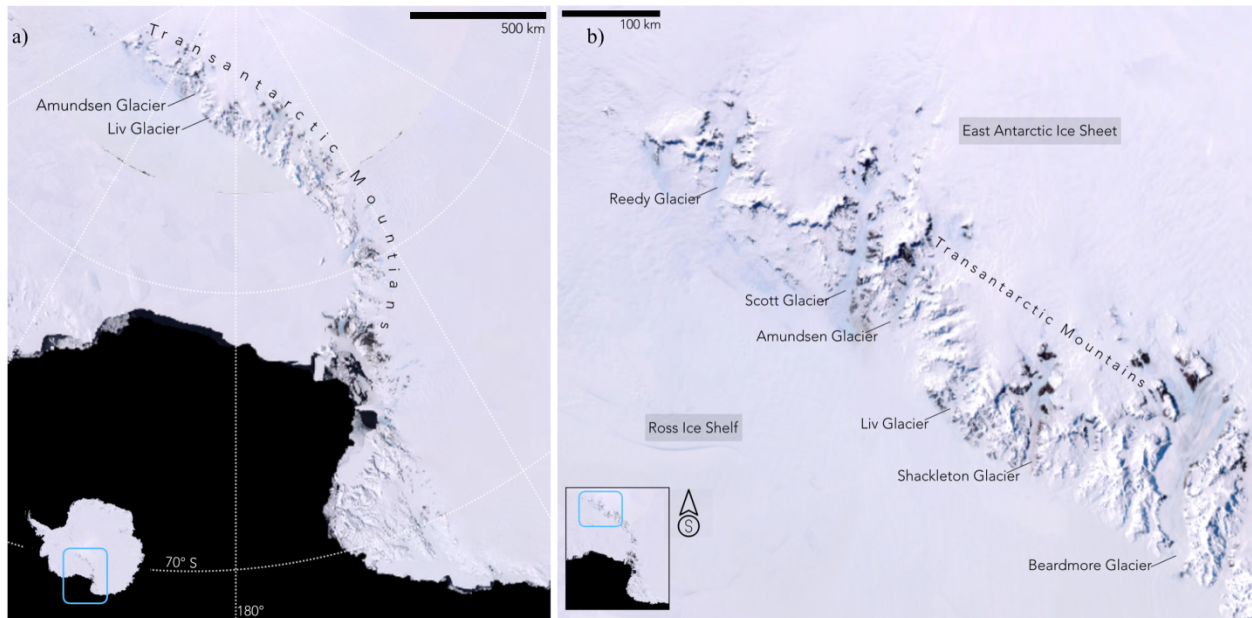 a)
500 km
Transantarctic Mountians
Amundsen Glacier
Liv Glacier
70° S
180°
b)
100 km
East Antarctic Ice Sheet
Reedy Glacier
Transantarctic Mountains
Scott Glacier
Amundsen Glacier
Liv Glacier
Ross Ice Shelf
Shackleton Glacier
S
Beardmore Glacier